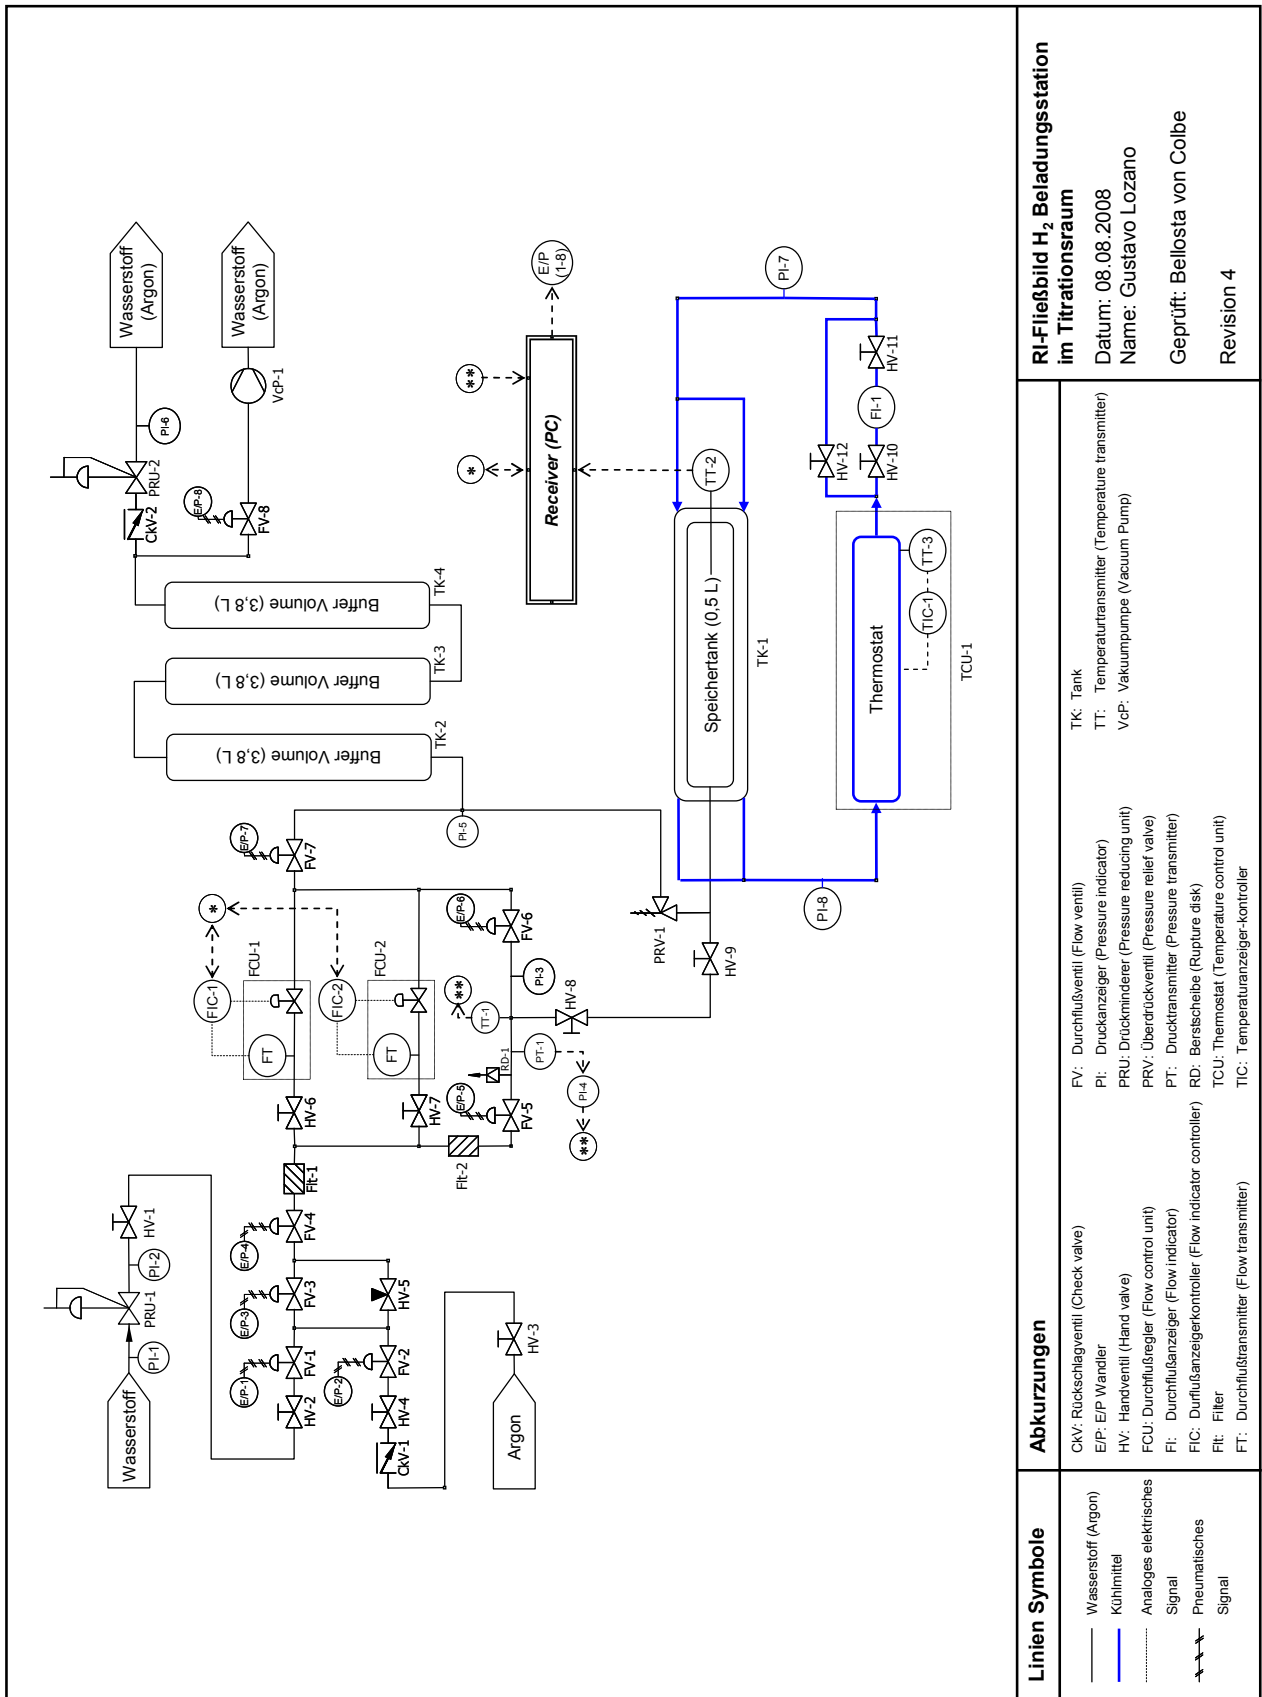 Wasserstoff
PI-1
PRU-1
PI-2
HV-1
HV-2
E/P-1
FV-1
E/P-3
FV-3
E/P-4
FV-4
Flt-1
E/P-2
FV-2
HV-4
CkV-1
HV-5
Argon
HV-3
HV-6
FT
FIC-1
FCU-1
*
HV-7
FT
FIC-2
FCU-2
Flt-2
E/P-5
FV-5
RD-1
PT-1
PI-4
**
TT-1
**
PI-3
HV-8
E/P-6
FV-6
E/P-7
FV-7
PI-5
PRV-1
HV-9
Buffer Volume (3,8 L)
TK-2
Buffer Volume (3,8 L)
TK-3
Buffer Volume (3,8 L)
TK-4
CkV-2
PRU-2
PI-6
Wasserstoff
(Argon)
E/P-8
FV-8
VcP-1
Wasserstoff
(Argon)
Receiver (PC)
*
**
E/P
(1-8)
Speichertank (0,5 L)
TK-1
TT-2
PI-7
PI-8
Thermostat
TIC-1
TT-3
TCU-1
HV-12
HV-10
FI-1
HV-11
Linien Symbole
Wasserstoff (Argon)
Kühlmittel
Analoges elektrisches
Signal
Pneumatisches
Signal
Abkurzungen
CkV: Rückschlagventil (Check valve)
E/P: E/P Wandler
HV: Handventil (Hand valve)
FCU: Durchflußregler (Flow control unit)
FI: Durchflußanzeiger (Flow indicator)
FIC: Durflußanzeigerkontroller (Flow indicator controller)
Flt: Filter
FT: Durchflußtransmitter (Flow transmitter)
FV: Durchflußventil (Flow ventil)
PI: Druckanzeiger (Pressure indicator)
PRU: Drückminderer (Pressure reducing unit)
PRV: Überdrückventil (Pressure relief valve)
PT: Drucktransmitter (Pressure transmitter)
RD: Berstscheibe (Rupture disk)
TCU: Thermostat (Temperature control unit)
TIC: Temperaturanzeiger-kontroller
TK: Tank
TT: Temperaturtransmitter (Temperature transmitter)
VcP: Vakuumpumpe (Vacuum Pump)
RI-Fließbild H2 Beladungsstation
im Titrationsraum
Datum: 08.08.2008
Name: Gustavo Lozano
Geprüft: Bellosta von Colbe
Revision 4